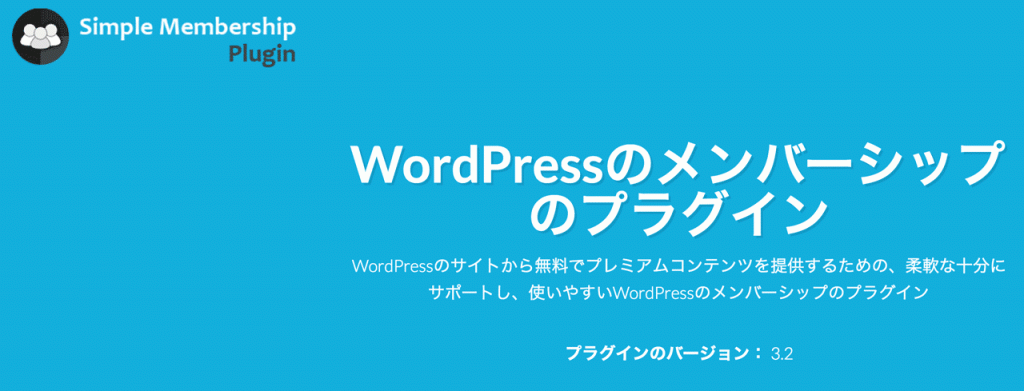 Simple Membership
Plugin
WordPressのメンバーシップ
のプラグイン
WordPressのサイトから無料でプレミアムコンテンツを提供するための、柔軟な十分に
サポートし、使いやすいWordPressのメンバーシップのプラグイン
プラグインのバージョン： 3.2